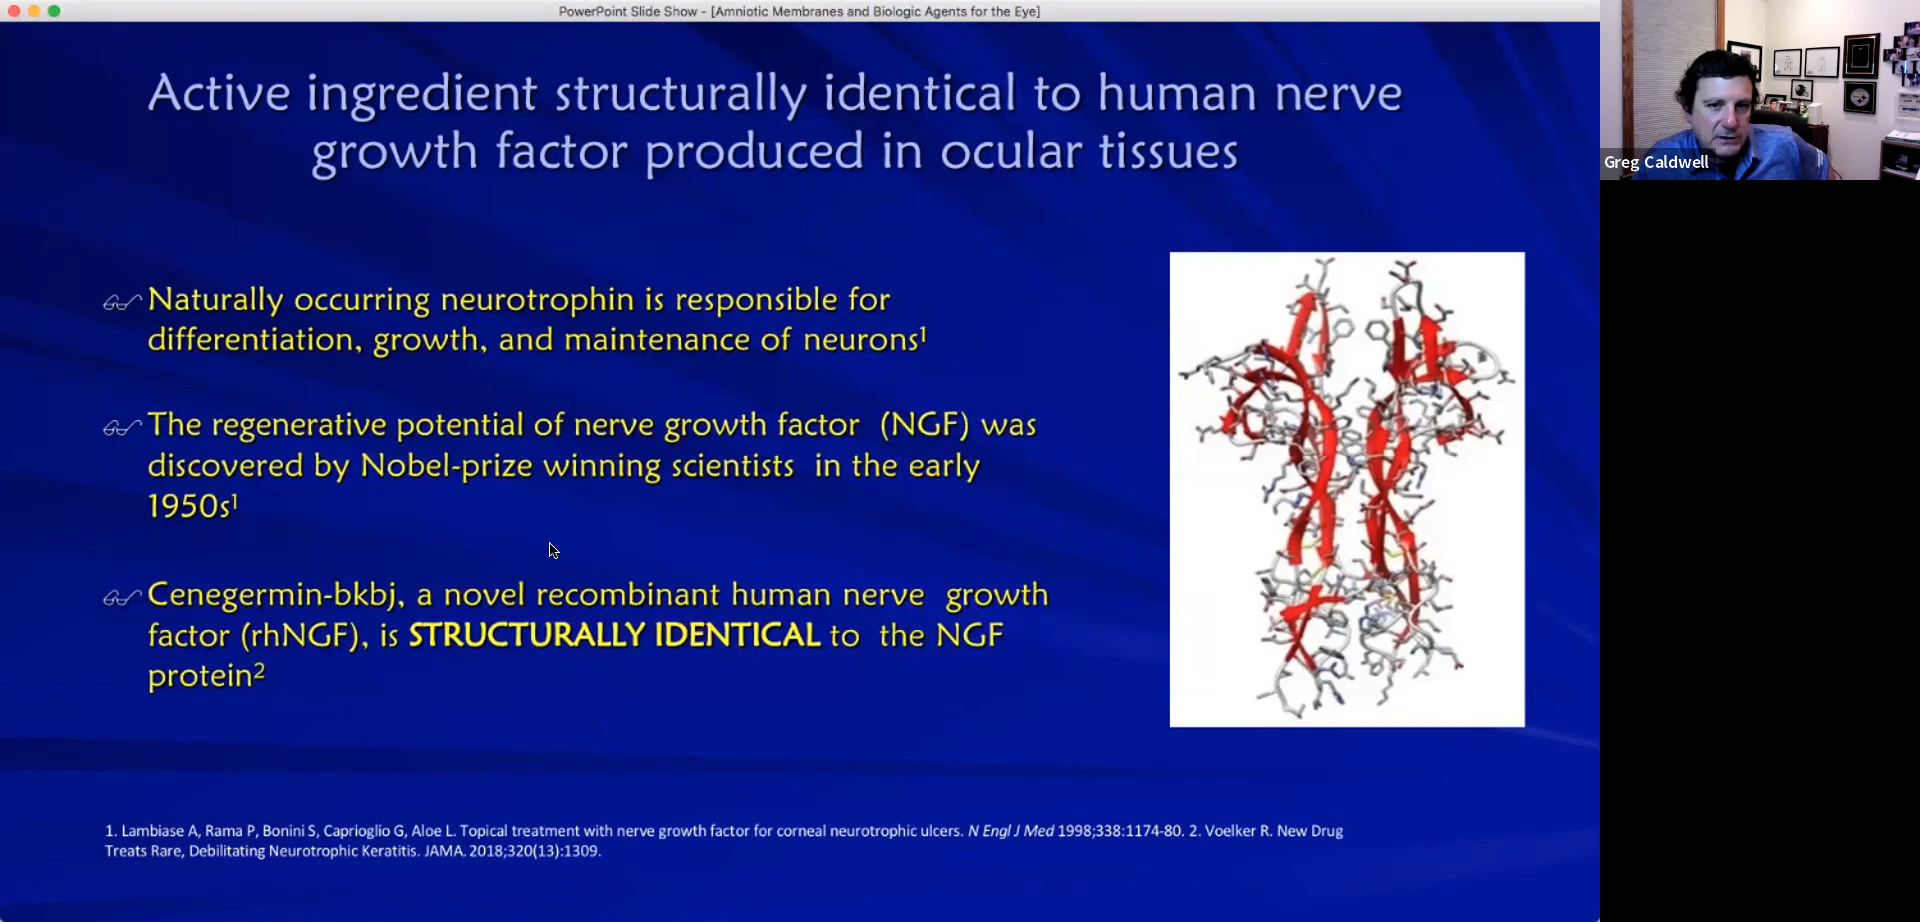 PowerPoint Slide Show - [Amniotic Membranes and Biologic Agents for the Eye]
Active ingredient structurally identical to human nerve
growth factor produced in ocular tissues
Naturally occurring neurotrophin is responsible for
differentiation, growth, and maintenance of neurons¹
The regenerative potential of nerve growth factor (NGF) was
discovered by Nobel-prize winning scientists in the early
1950s¹
Cenegermin-bkbj, a novel recombinant human nerve growth
factor (rhNGF), is STRUCTURALLY IDENTICAL to the NGF
protein²
1. Lambiase A, Rama P, Bonini S, Caprioglio G, Aloe L. Topical treatment with nerve growth factor for corneal neurotrophic ulcers. N Engl J Med 1998;338:1174-80. 2. Voelker R. New Drug
Treats Rare, Debilitating Neurotrophic Keratitis. JAMA. 2018;320(13):1309.
Greg Caldwell